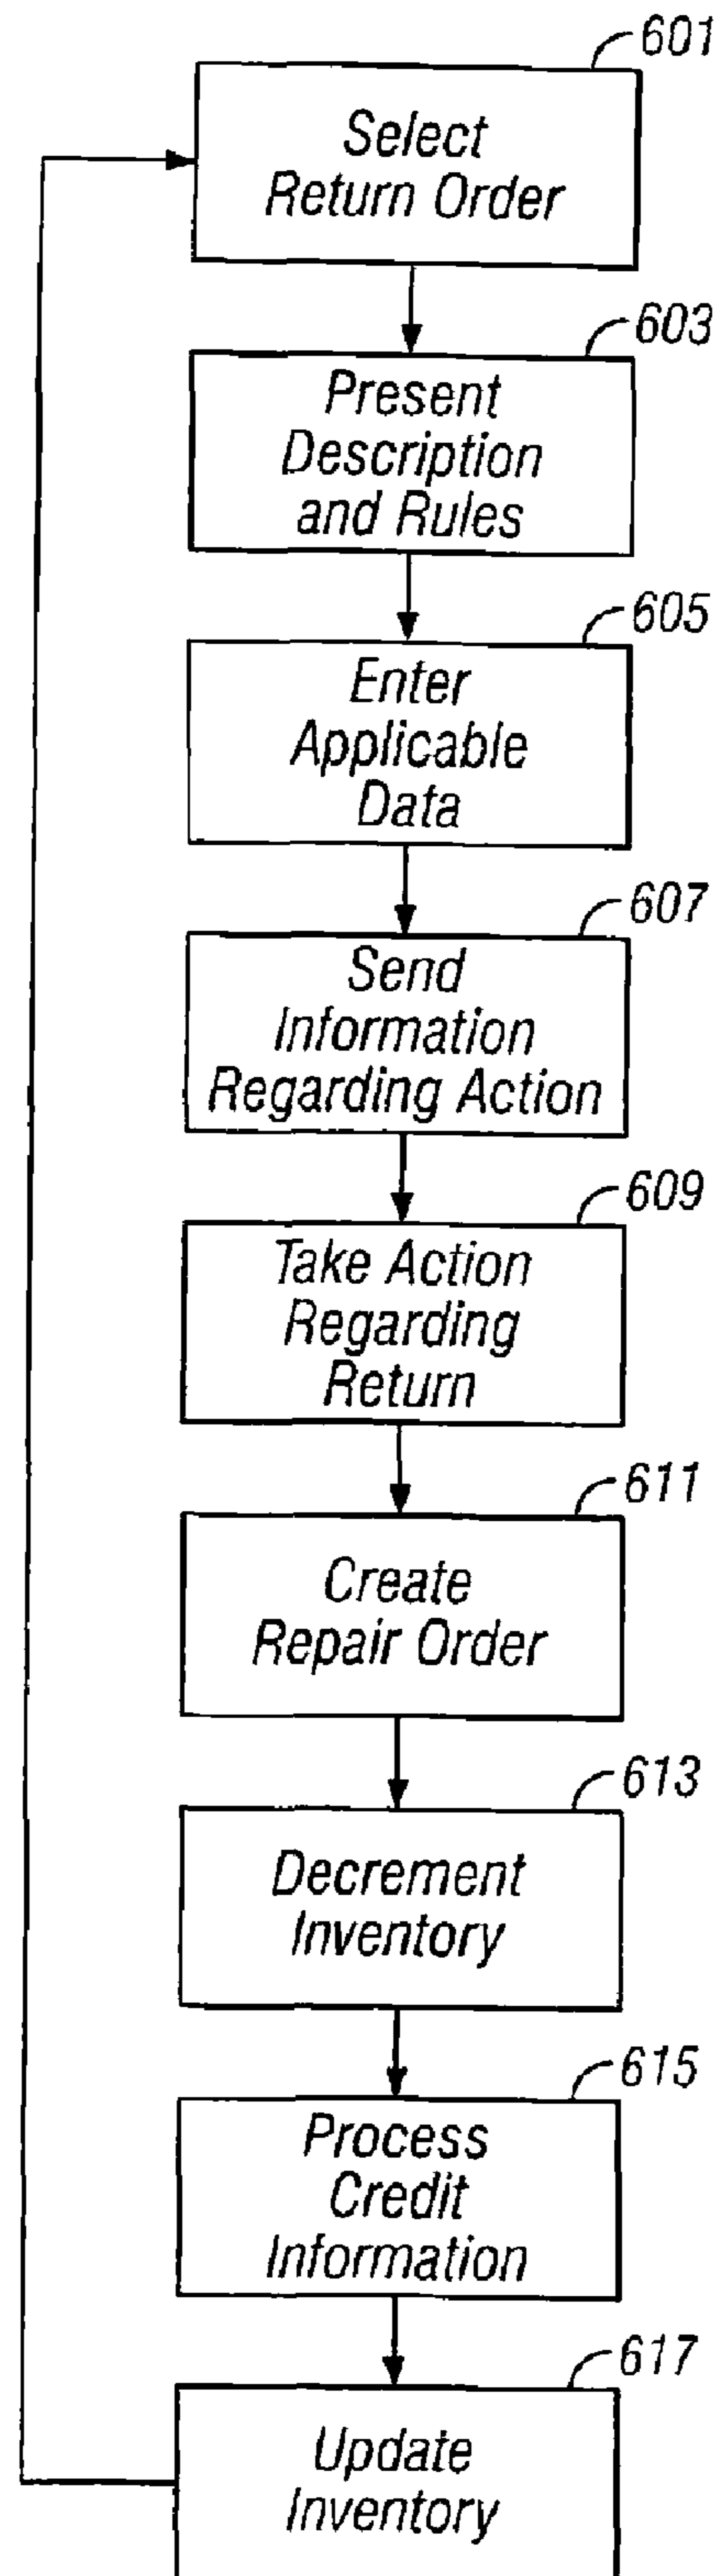 601
Select
Return Order
603
Present
Description
and Rules
605
Enter
Applicable
Data
607
Send
Information
Regarding Action
609
Take Action
Regarding
Return
611
Create
Repair Order
613
Decrement
Inventory
615
Process
Credit
Information
617
Update
Inventory